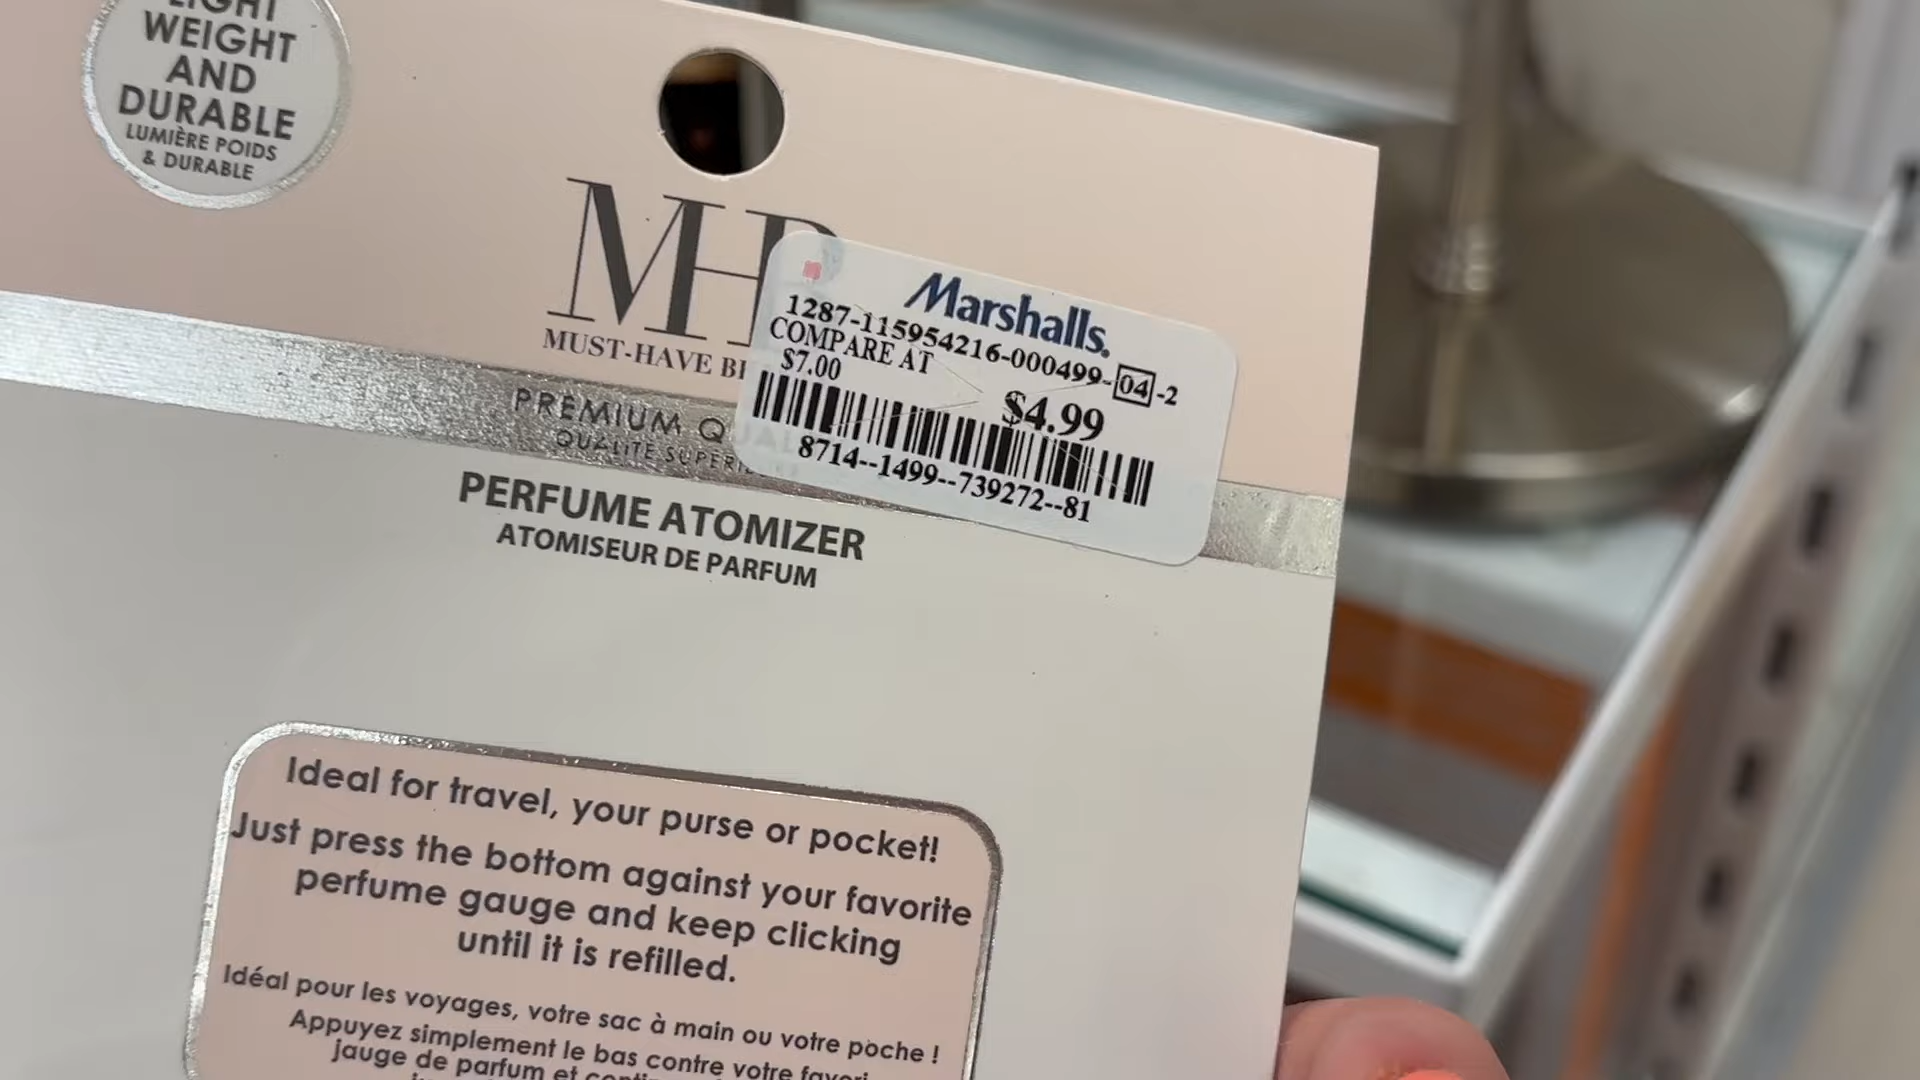 LIGHT
WEIGHT
AND
DURABLE
LUMIÈRE POIDS
& DURABLE
MH
MUST-HAVE
PREMIUM
QUALITÉ
PERFUME ATOMIZER
ATOMISEUR DE PARFUM
Marshalls.
1287-115954216-000499-04-2
COMPARE AT
$7.00
$4.99
8714--1499--739272--81
Ideal for travel, your purse or pocket!
Just press the bottom against your favorite
perfume gauge and keep clicking
until it is refilled.
Idéal pour les voyages, votre sac à main ou votre poche !
Appuyez simplement le bas contre votre favori
jauge de parfum et